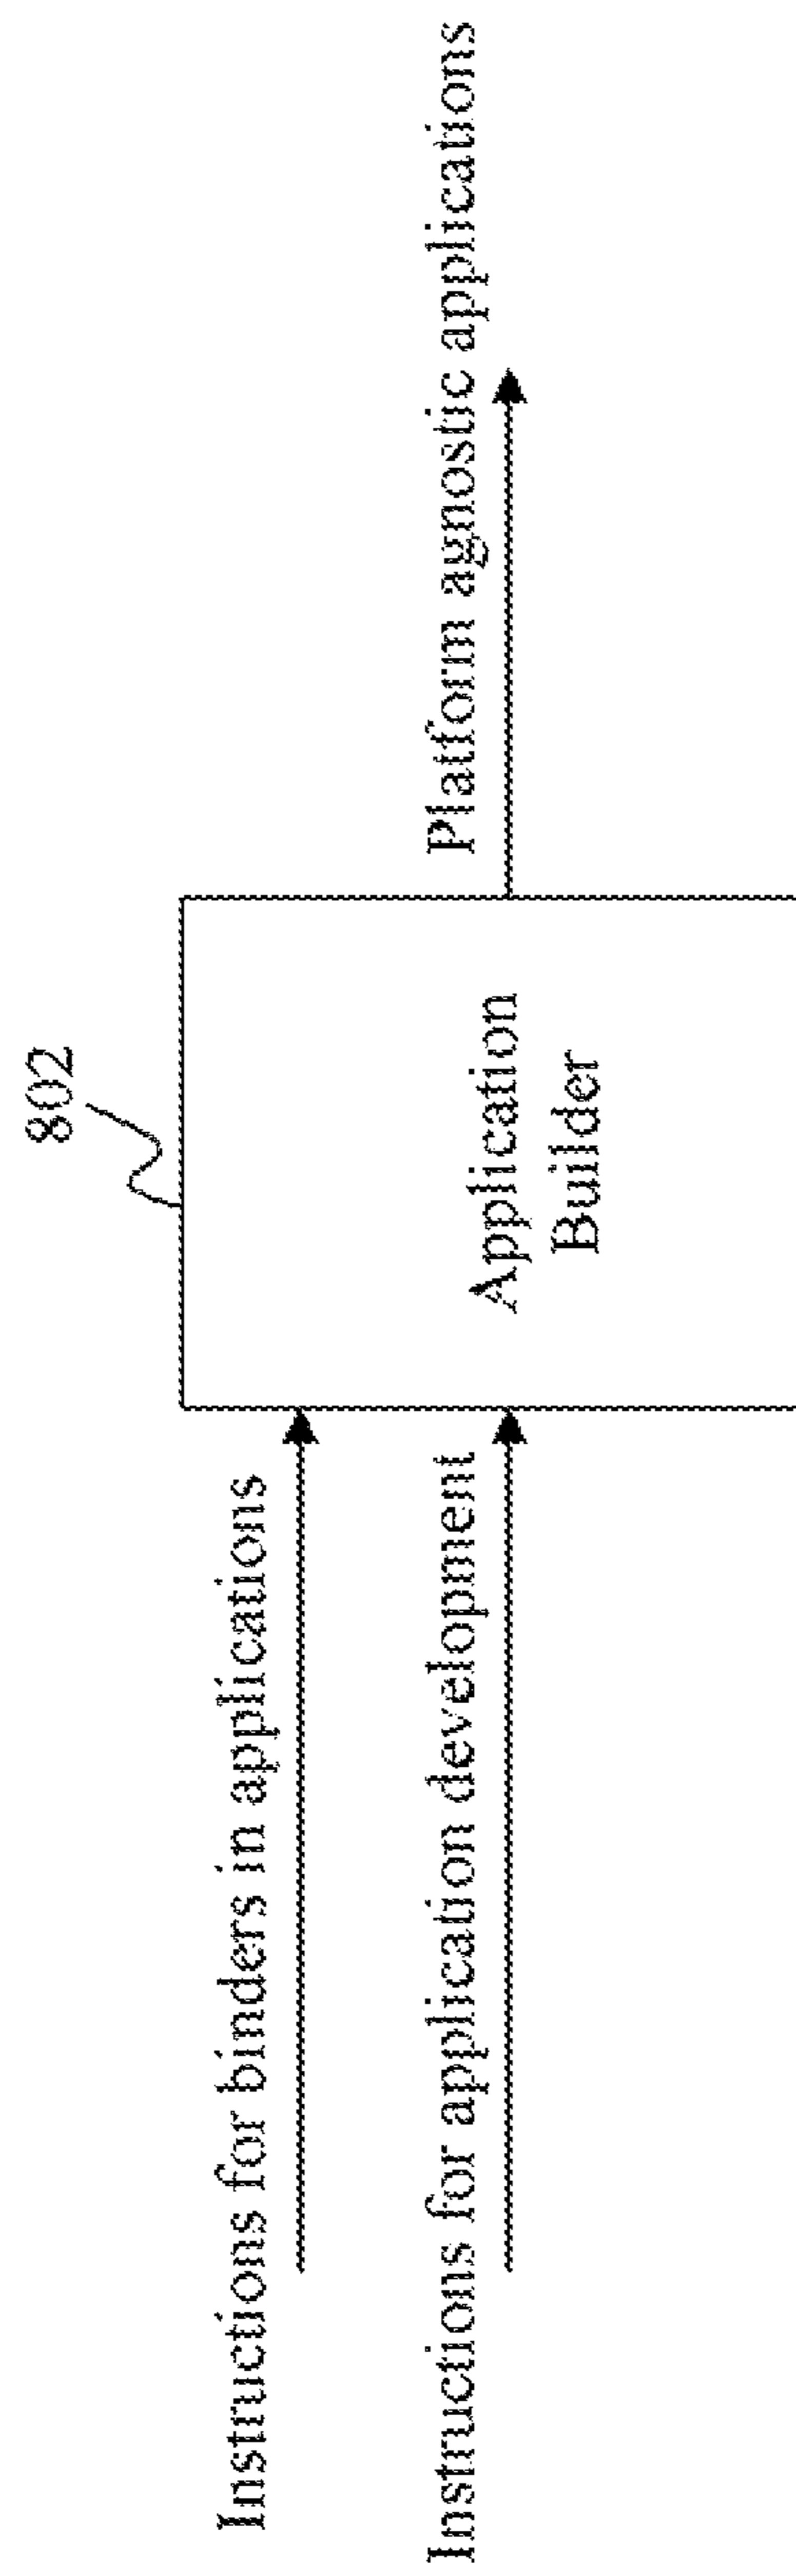 802
Instructions for binders in applications
Instructions for application development
Application
Builder
Platform agnostic applications